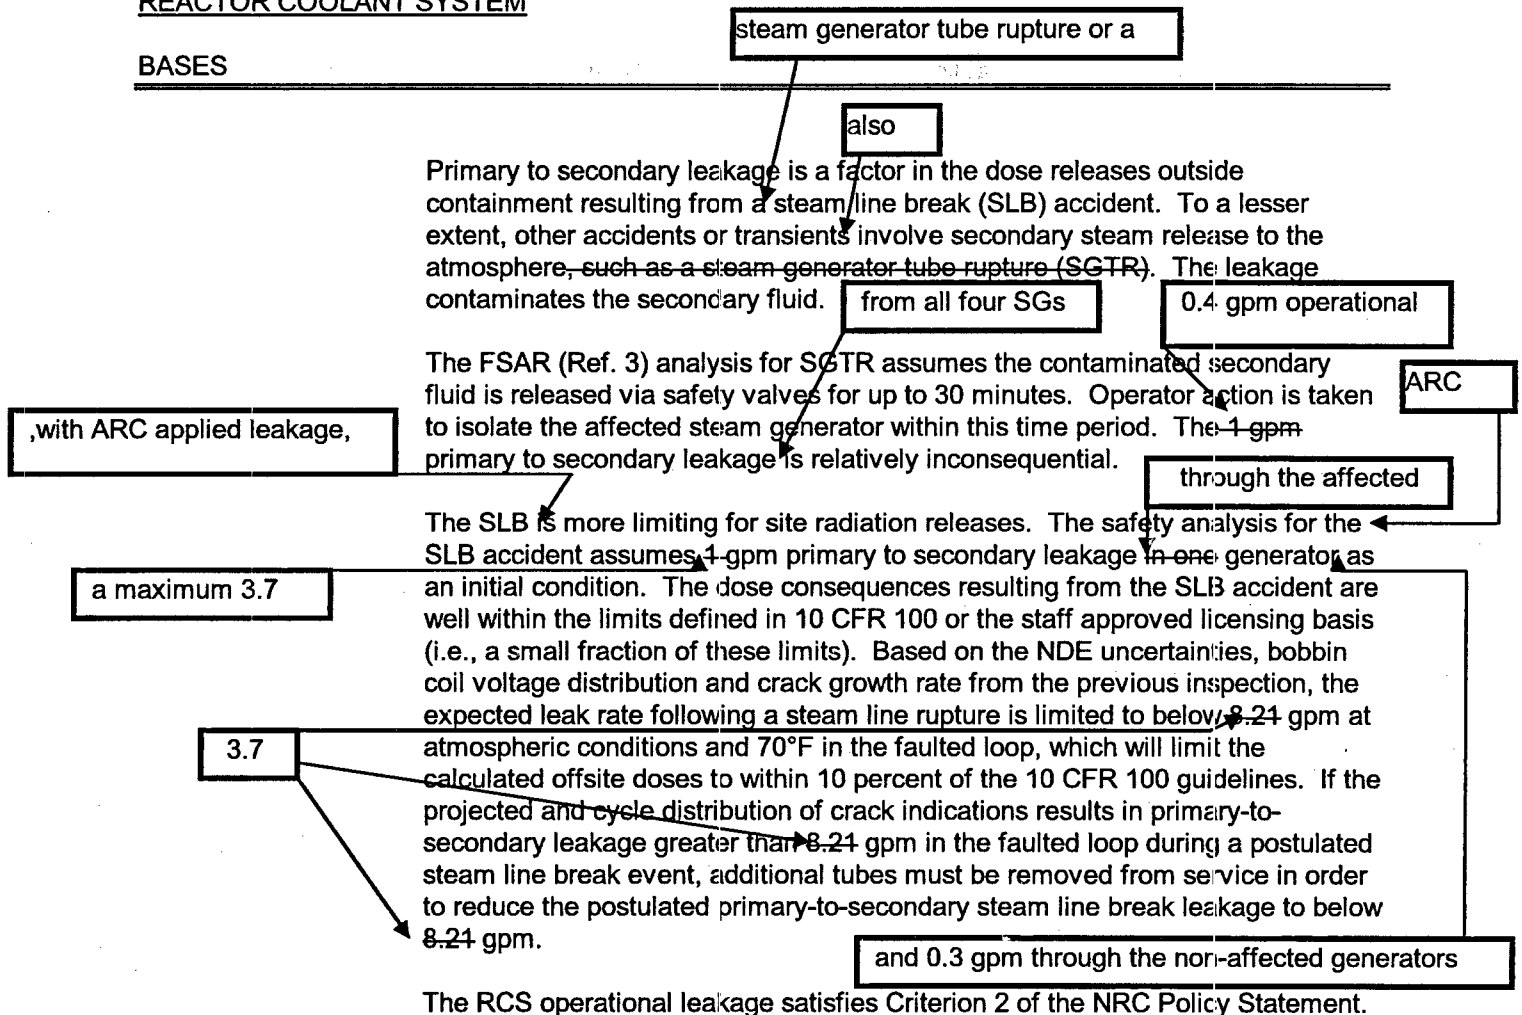 REACTOR COOLANT SYSTEM
steam generator tube rupture or a
BASES
also
Primary to secondary leakage is a factor in the dose releases outside
containment resulting from a steam line break (SLB) accident. To a lesser
extent, other accidents or transients involve secondary steam release to the
atmosphere, such as a steam generator tube rupture (SGTR). The leakage
contaminates the secondary fluid.
from all four SGs
0.4 gpm operational
The FSAR (Ref. 3) analysis for SGTR assumes the contaminated secondary
fluid is released via safety valves for up to 30 minutes. Operator action is taken
ARC
,with ARC applied leakage,
to isolate the affected steam generator within this time period. The 1 gpm
primary to secondary leakage is relatively inconsequential.
through the affected
The SLB is more limiting for site radiation releases. The safety analysis for the
SLB accident assumes 1 gpm primary to secondary leakage in one generator as
a maximum 3.7
an initial condition. The dose consequences resulting from the SLB accident are
well within the limits defined in 10 CFR 100 or the staff approved licensing basis
(i.e., a small fraction of these limits). Based on the NDE uncertainties, bobbin
coil voltage distribution and crack growth rate from the previous inspection, the
expected leak rate following a steam line rupture is limited to below 8.21 gpm at
3.7
atmospheric conditions and 70°F in the faulted loop, which will limit the
calculated offsite doses to within 10 percent of the 10 CFR 100 guidelines. If the
projected and cycle distribution of crack indications results in primary-to-
secondary leakage greater than 8.21 gpm in the faulted loop during a postulated
steam line break event, additional tubes must be removed from service in order
to reduce the postulated primary-to-secondary steam line break leakage to below
8.21 gpm.
and 0.3 gpm through the non-affected generators
The RCS operational leakage satisfies Criterion 2 of the NRC Policy Statement.